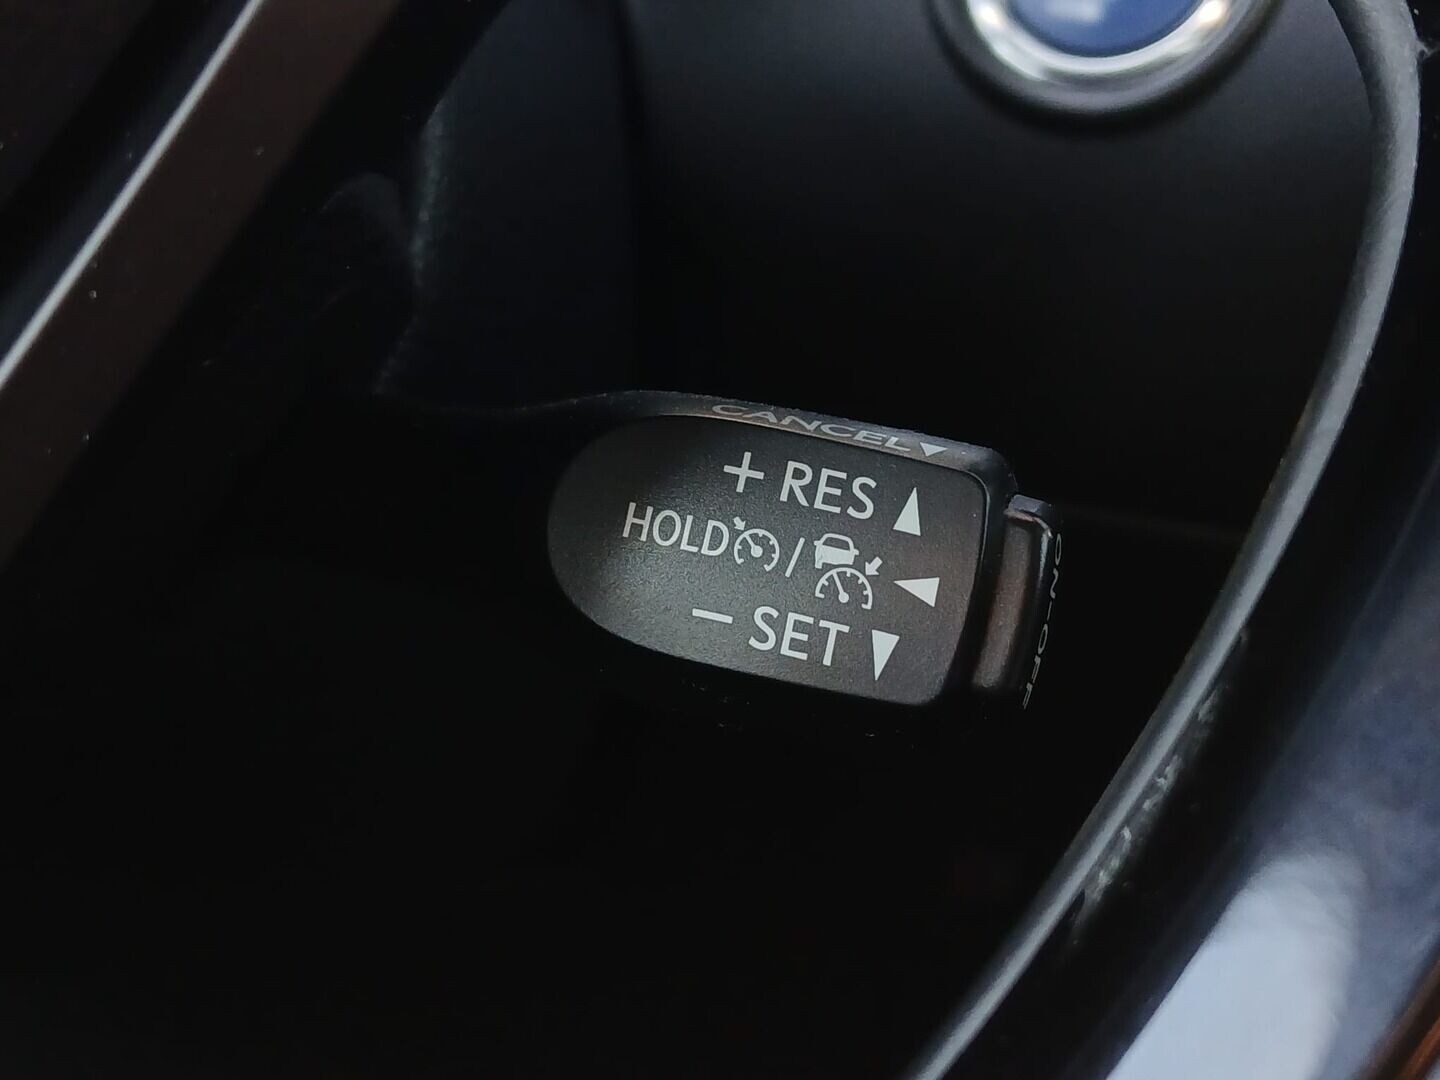 CANCEL ▼
+ RES ▲
HOLD / ◀
− SET ▼
ON-OFF